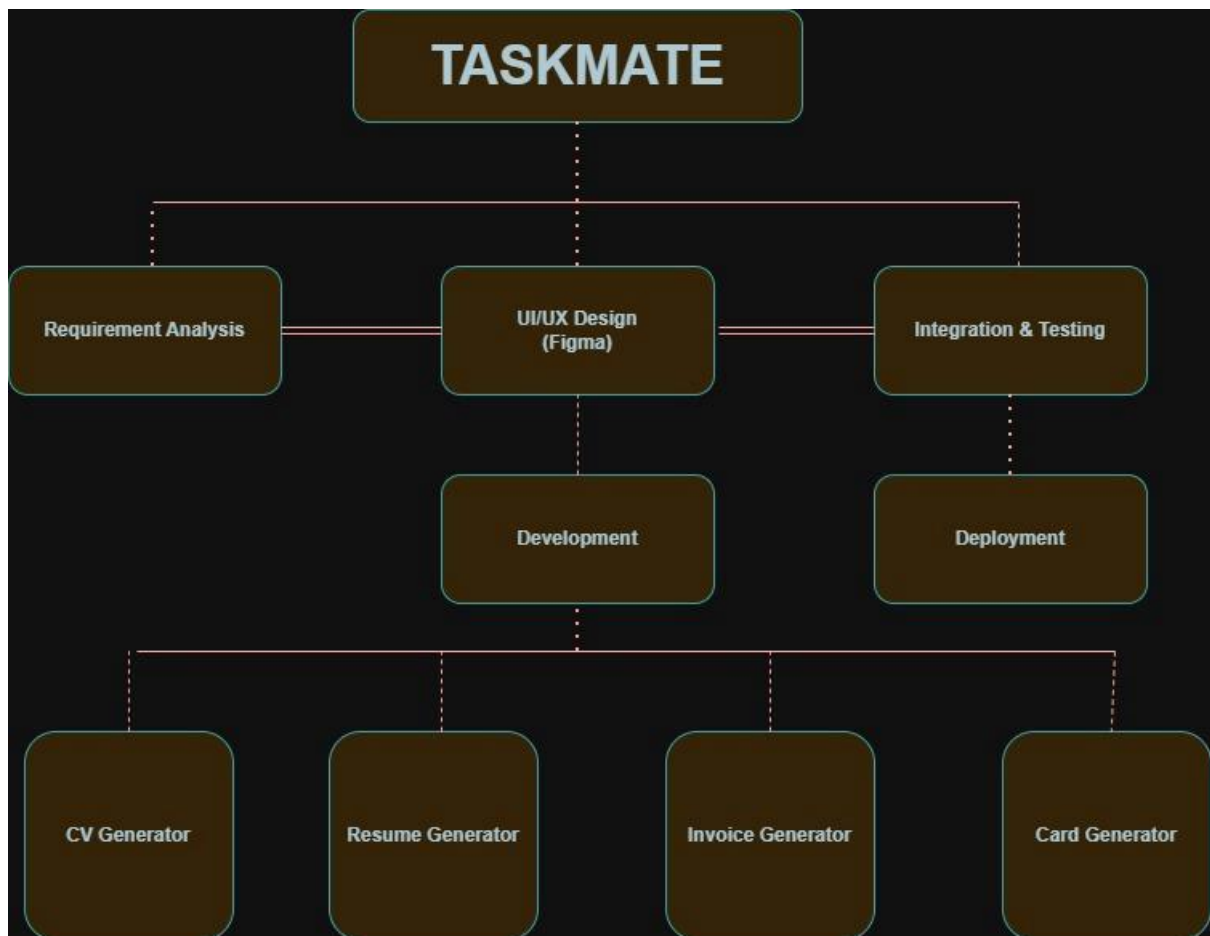 TASKMATE
Requirement Analysis
UI/UX Design
(Figma)
Integration & Testing
Development
Deployment
CV Generator
Resume Generator
Invoice Generator
Card Generator